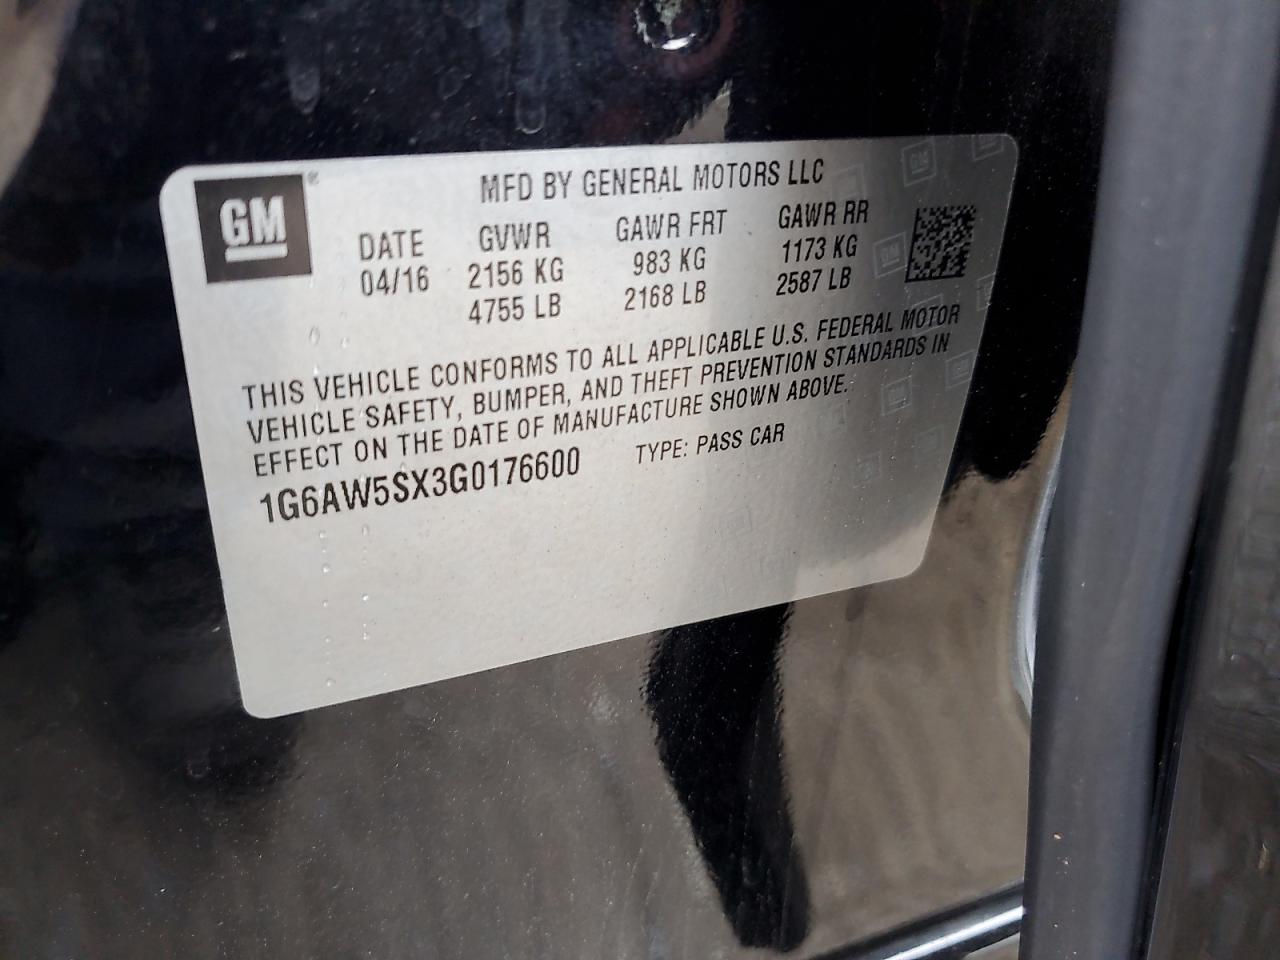 GM®
MFD BY GENERAL MOTORS LLC
DATE GVWR GAWR FRT GAWR RR
04/16 2156 KG 983 KG 1173 KG
4755 LB 2168 LB 2587 LB
THIS VEHICLE CONFORMS TO ALL APPLICABLE U.S. FEDERAL MOTOR
VEHICLE SAFETY, BUMPER, AND THEFT PREVENTION STANDARDS IN
EFFECT ON THE DATE OF MANUFACTURE SHOWN ABOVE.
1G6AW5SX3G0176600 TYPE: PASS CAR